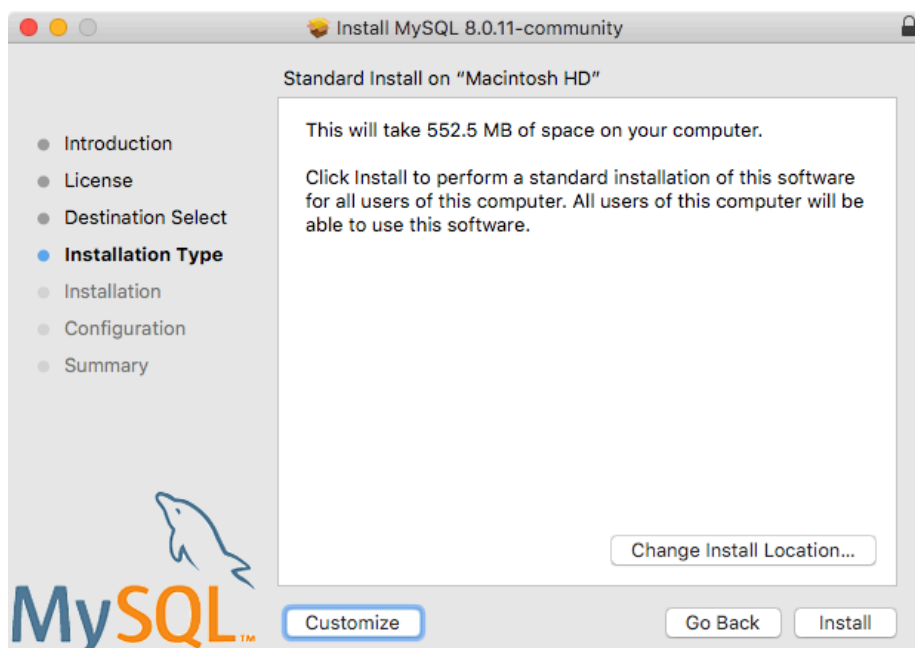 Install MySQL 8.0.11-community
Standard Install on “Macintosh HD”
Introduction
License
Destination Select
Installation Type
Installation
Configuration
Summary
This will take 552.5 MB of space on your computer.
Click Install to perform a standard installation of this software
for all users of this computer. All users of this computer will be
able to use this software.
Change Install Location...
MySQL™
Customize
Go Back
Install